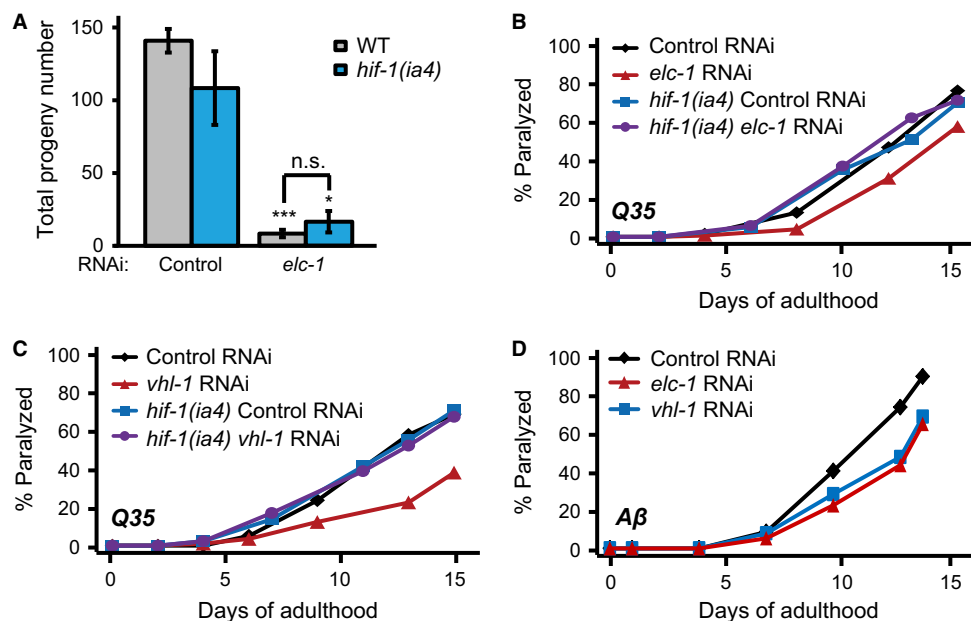 A
Total progeny number
150
100
50
0
WT
hif-1(ia4)
n.s.
***
*
RNAi:
Control
elc-1
B
% Paralyzed
100
80
60
40
20
0
Control RNAi
elc-1 RNAi
hif-1(ia4) Control RNAi
hif-1(ia4) elc-1 RNAi
Q35
0 5 10 15
Days of adulthood
C
% Paralyzed
100
80
60
40
20
0
Control RNAi
vhl-1 RNAi
hif-1(ia4) Control RNAi
hif-1(ia4) vhl-1 RNAi
Q35
0 5 10 15
Days of adulthood
D
% Paralyzed
100
80
60
40
20
0
Control RNAi
elc-1 RNAi
vhl-1 RNAi
Aβ
0 5 10 15
Days of adulthood